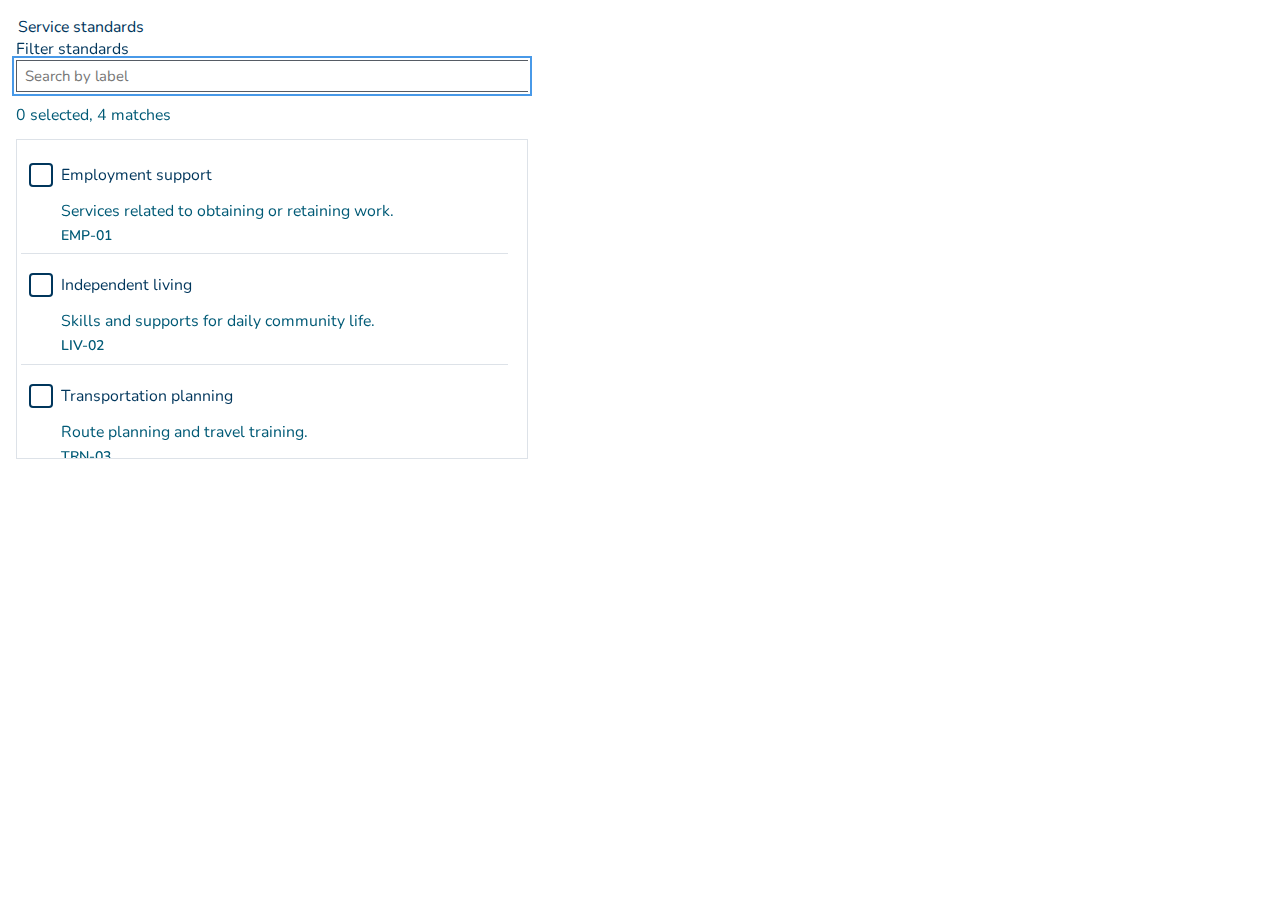 Service standards
Filter standards
Search by label
0 selected, 4 matches
Employment support
Services related to obtaining or retaining work.
EMP-01
Independent living
Skills and supports for daily community life.
LIV-02
Transportation planning
Route planning and travel training.
TRN-03